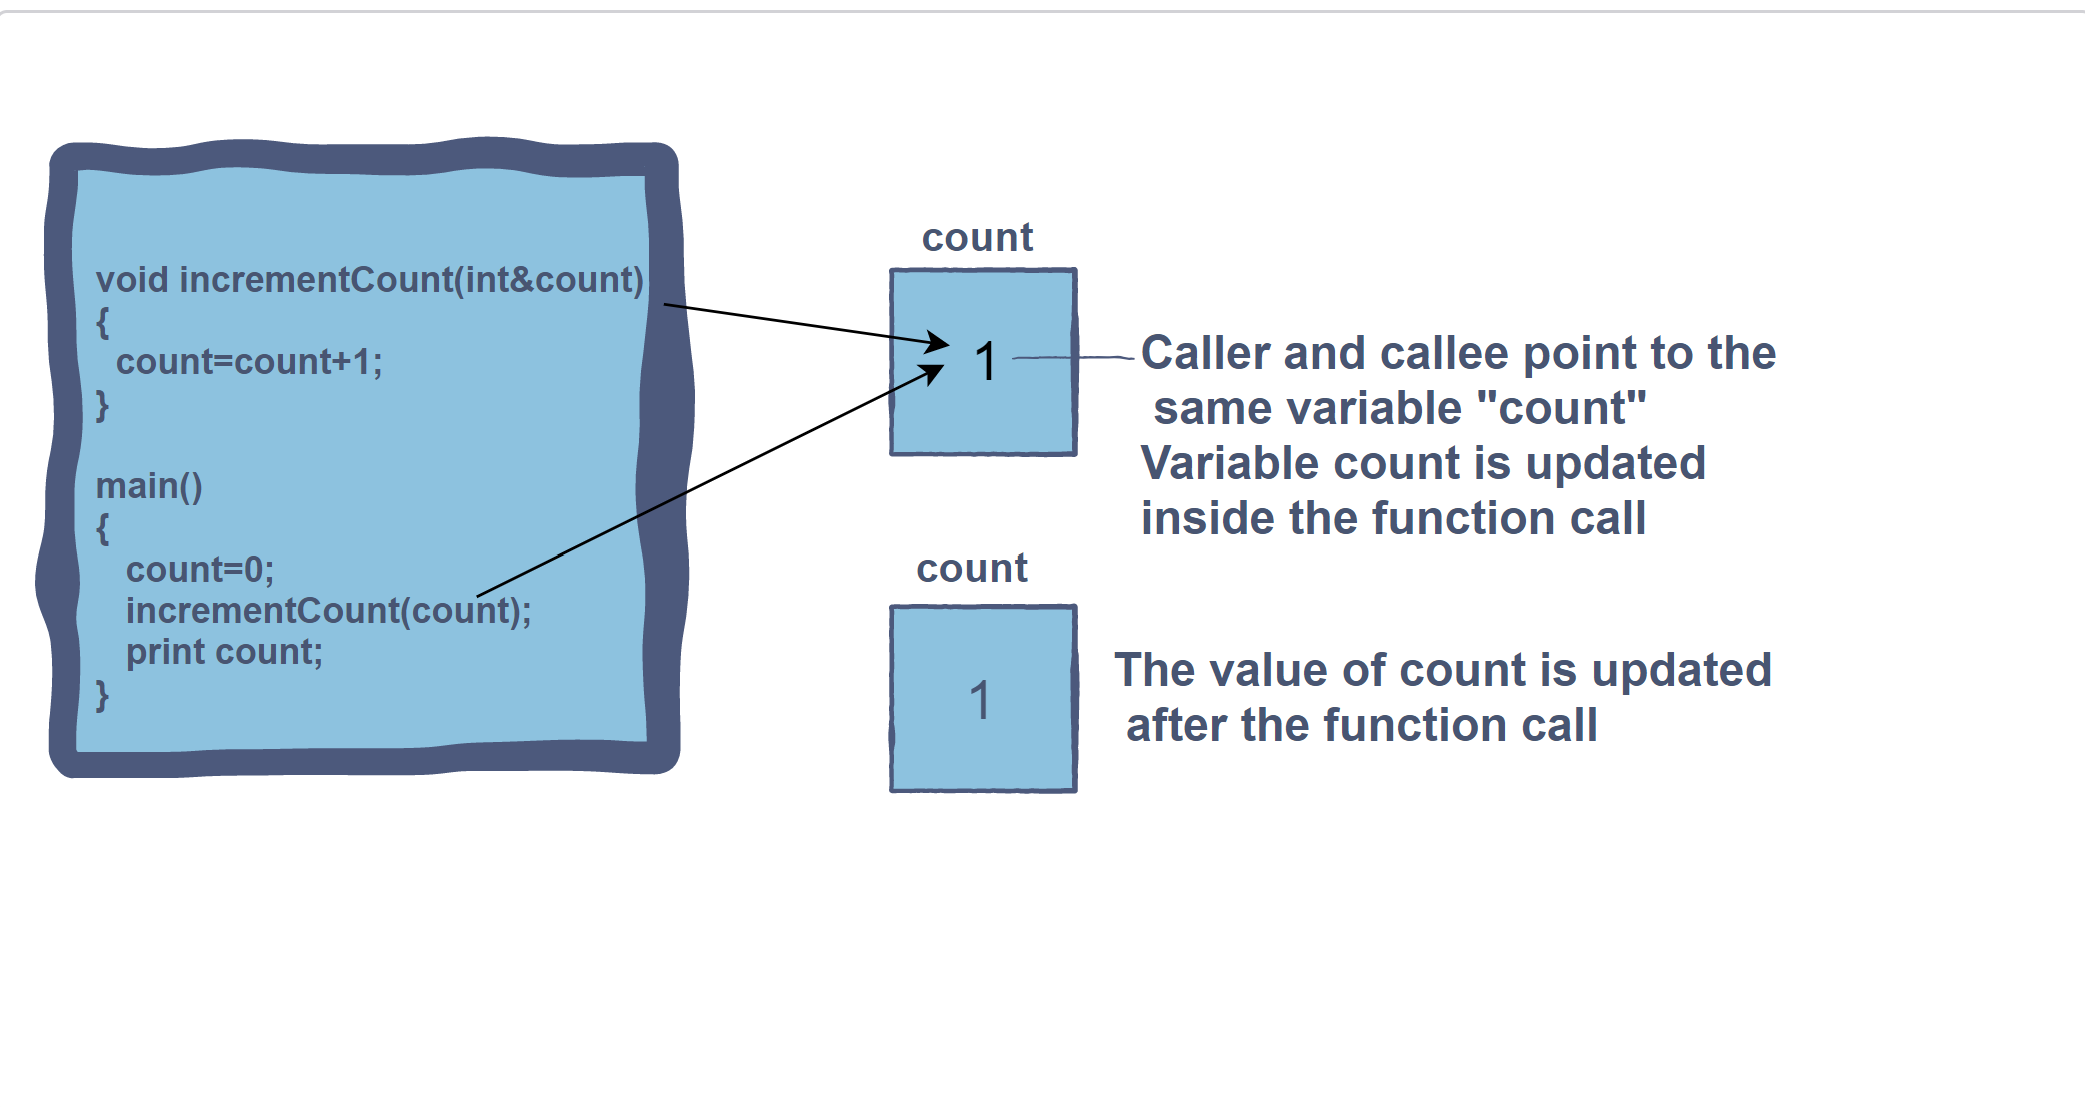 void incrementCount(int&count)
{
count=count+1;
}
main()
{
count=0;
incrementCount(count);
print count;
}
count
1
Caller and callee point to the
same variable "count"
Variable count is updated
inside the function call
count
1
The value of count is updated
after the function call